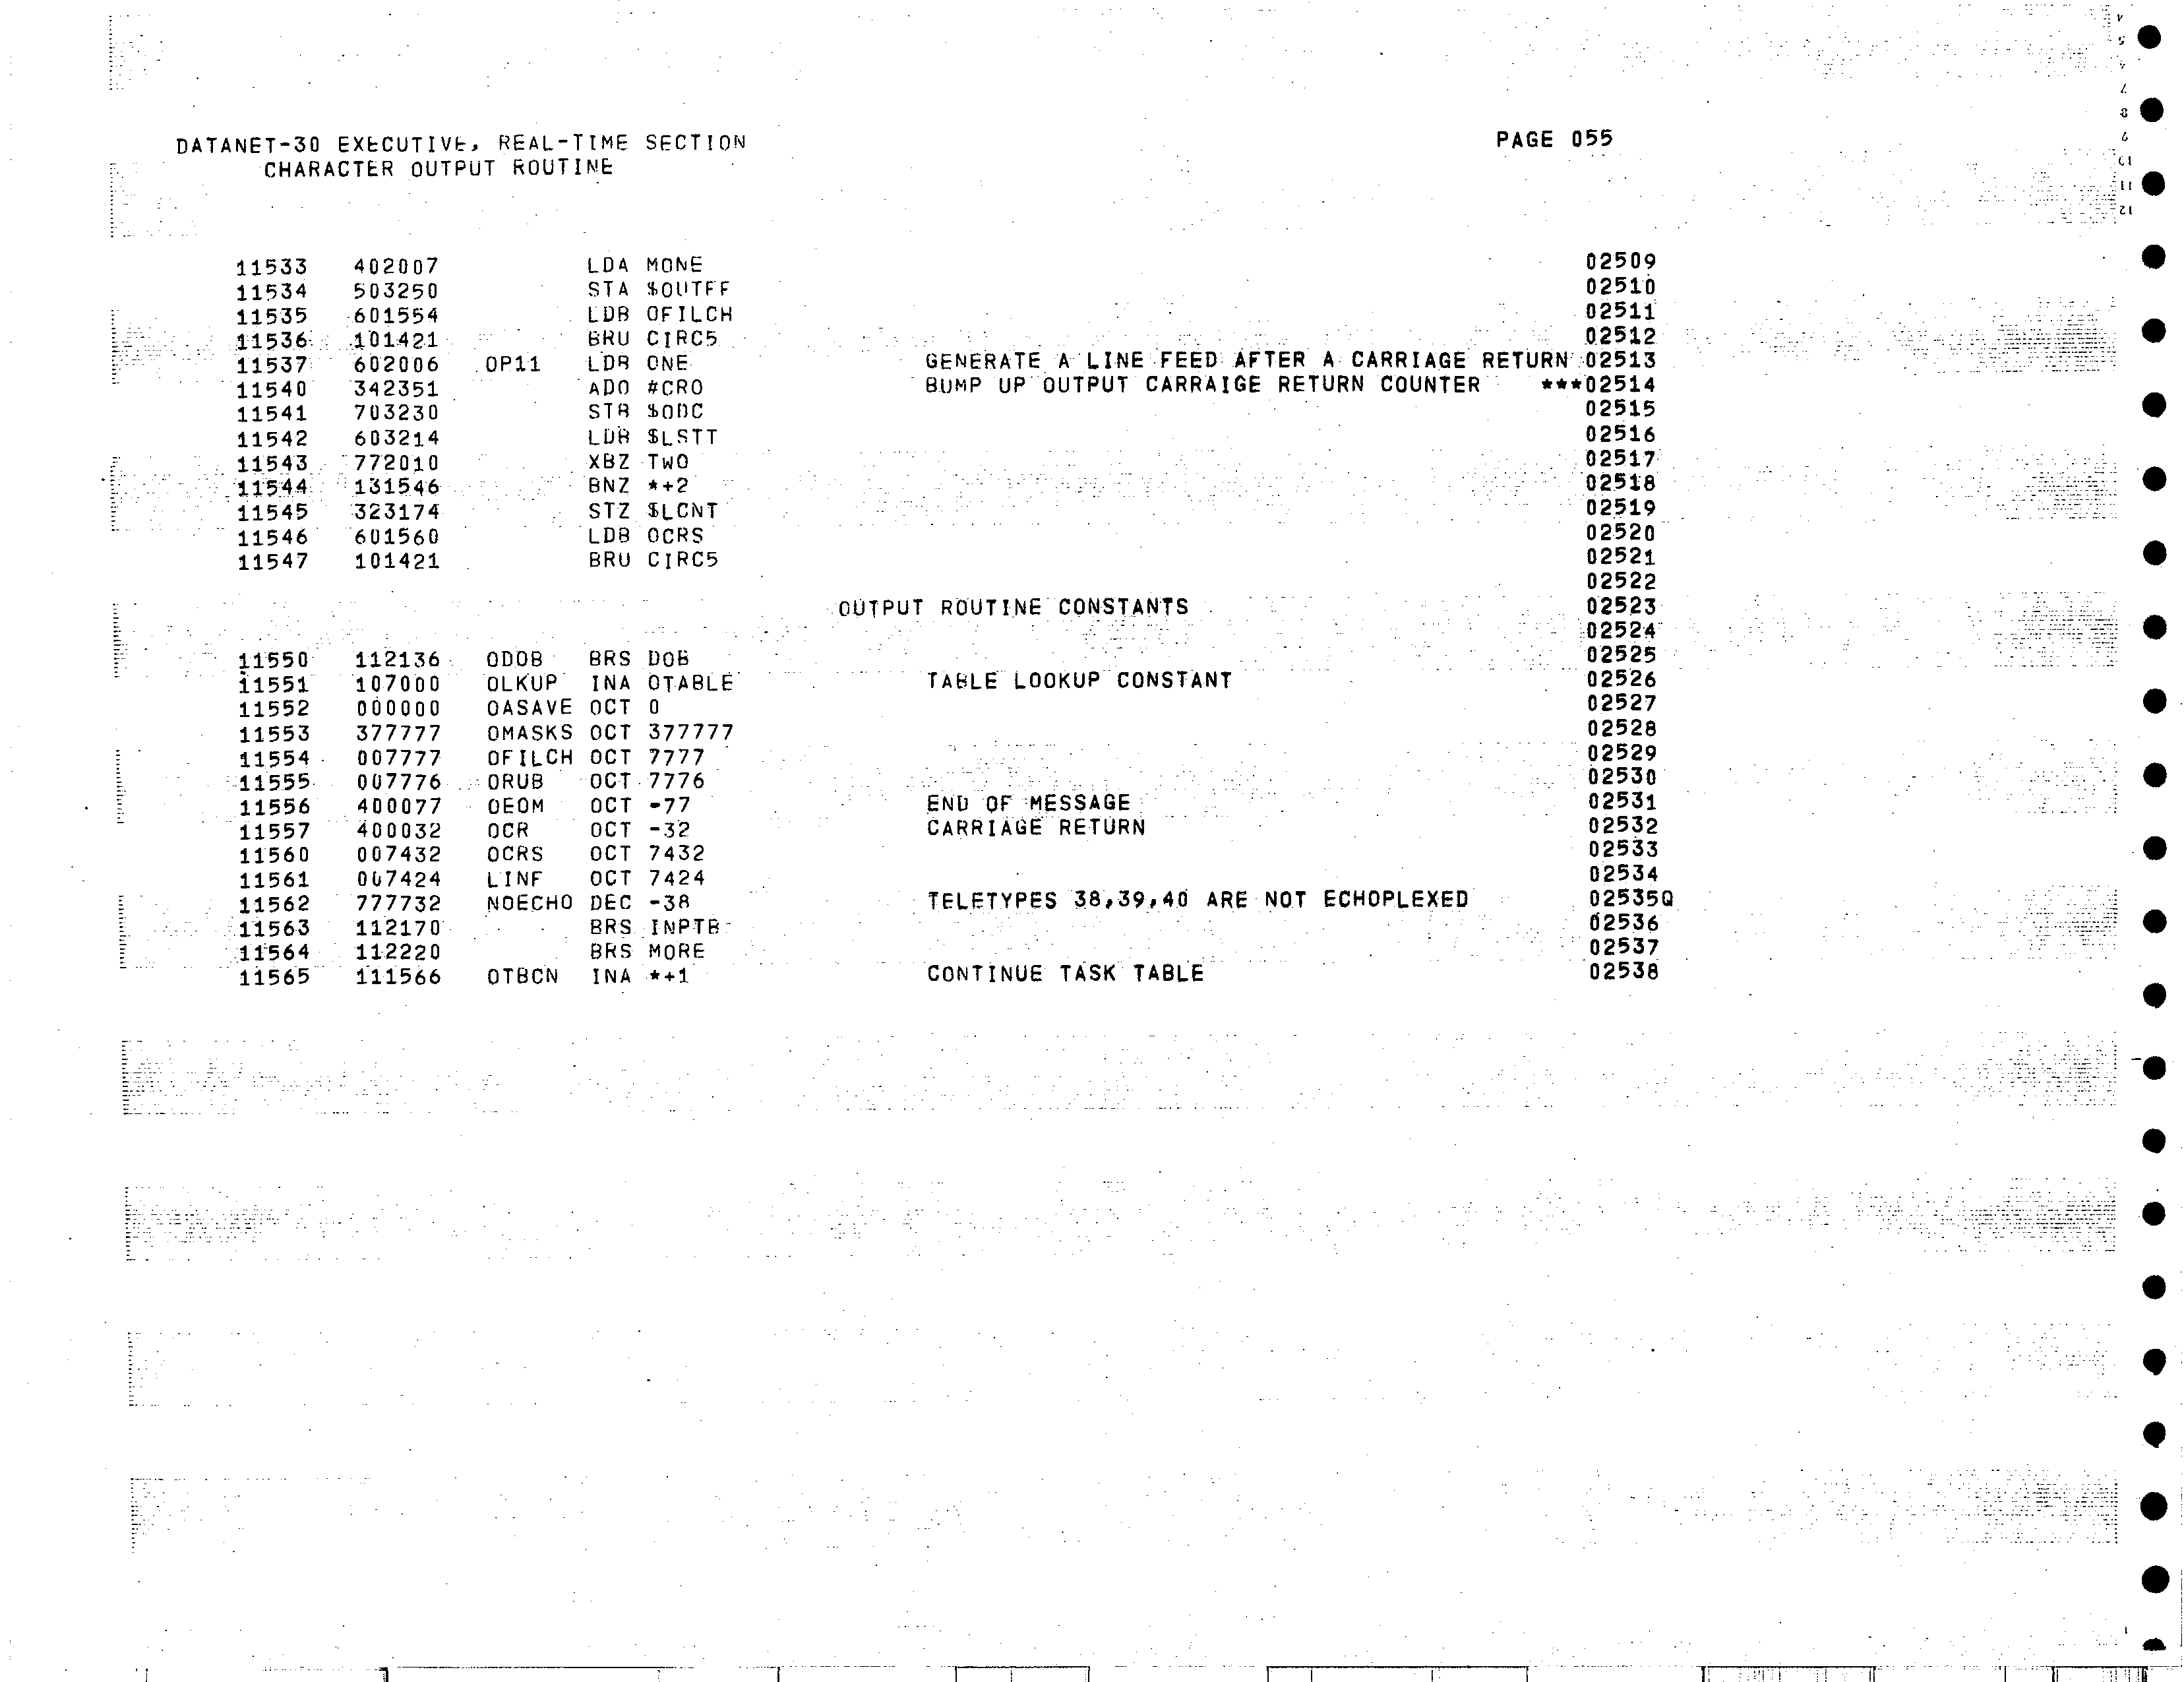 DATANET-30 EXECUTIVE, REAL-TIME SECTION PAGE 055
CHARACTER OUTPUT ROUTINE
11533 402007 LDA MONE 02509
11534 503250 STA $OUTFF 02510
11535 601554 LDB OFILCH 02511
11536 101421 BRU CIRC5 02512
11537 602006 OP11 LDB ONE GENERATE A LINE FEED AFTER A CARRIAGE RETURN 02513
11540 342351 ADO #CRO BUMP UP OUTPUT CARRAIGE RETURN COUNTER ***02514
11541 703230 STB $ODC 02515
11542 603214 LDB $LSTT 02516
11543 772010 XBZ TWO 02517
11544 131546 BNZ *+2 02518
11545 323174 STZ $LCNT 02519
11546 601560 LDB OCRS 02520
11547 101421 BRU CIRC5 02521
02522
OUTPUT ROUTINE CONSTANTS 02523
02524
11550 112136 ODOB BRS DOB 02525
11551 107000 OLKUP INA OTABLE TABLE LOOKUP CONSTANT 02526
11552 000000 OASAVE OCT 0 02527
11553 377777 OMASKS OCT 377777 02528
11554 007777 OFILCH OCT 7777 02529
11555 007776 ORUB OCT 7776 02530
11556 400077 OEOM OCT -77 END OF MESSAGE 02531
11557 400032 OCR OCT -32 CARRIAGE RETURN 02532
11560 007432 OCRS OCT 7432 02533
11561 007424 LINF OCT 7424 02534
11562 777732 NOECHO DEC -38 TELETYPES 38,39,40 ARE NOT ECHOPLEXED 02535Q
11563 112170 BRS INPTB 02536
11564 112220 BRS MORE 02537
11565 111566 OTBCN INA *+1 CONTINUE TASK TABLE 02538